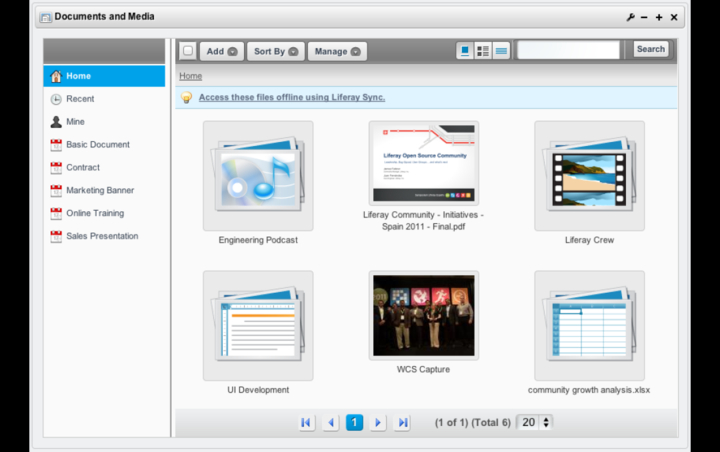 Documents and Media
Add
Sort By
Manage
Search
Home
Recent
Mine
Basic Document
Contract
Marketing Banner
Online Training
Sales Presentation
Home
Access these files offline using Liferay Sync.
Engineering Podcast
Liferay Open Source Community
Liferay Community - Initiatives -
Spain 2011 - Final.pdf
Liferay Crew
UI Development
WCS Capture
community growth analysis.xlsx
1
(1 of 1) (Total 6)
20